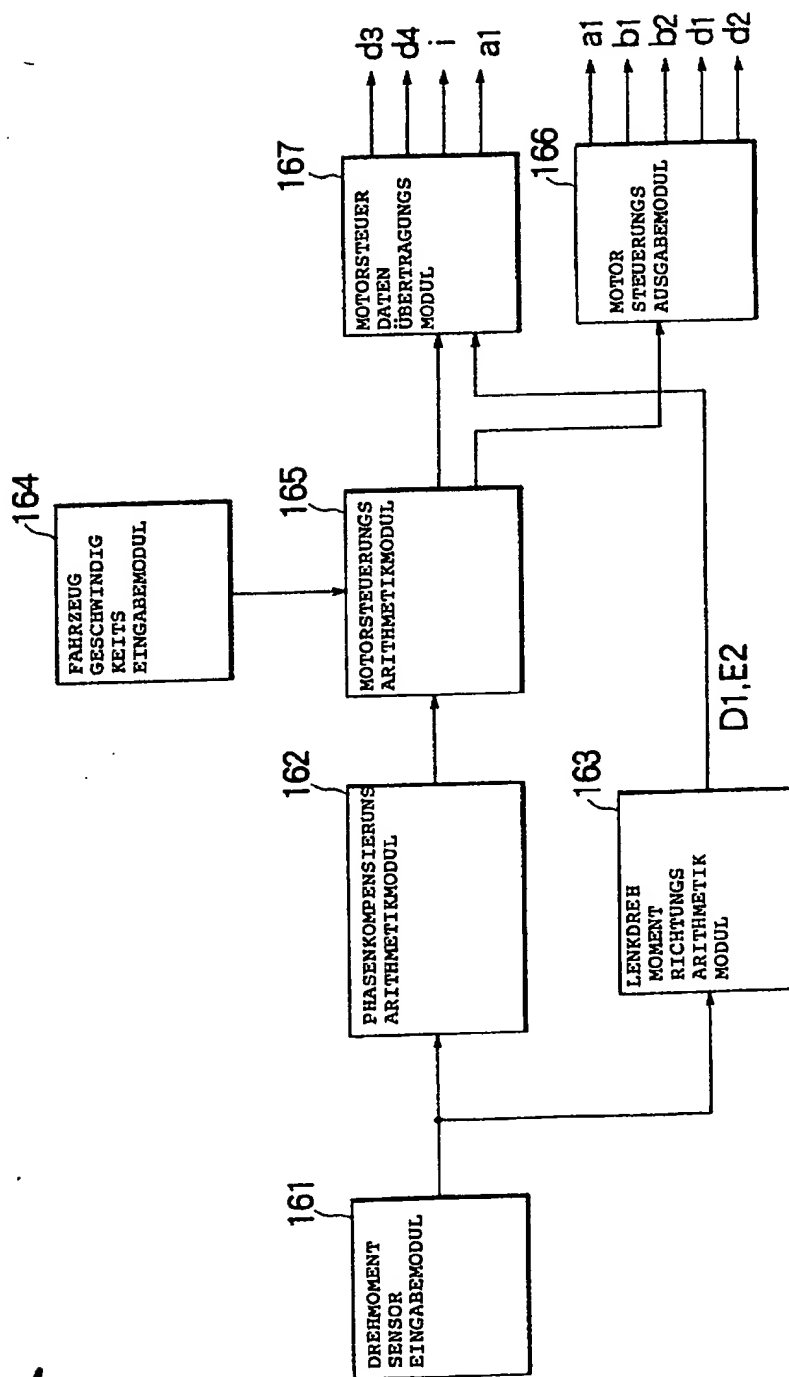 161
DREHMOMENT
SENSOR
EINGABEMODUL
162
PHASENKOMPENSIERUNS
ARITHMETIKMODUL
163
LENKDREH
MOMENT
RICHTUNGS
ARITHMETIK
MODUL
D1,E2
164
FAHRZEUG
GESCHWINDIG
KEITS
EINGABEMODUL
165
MOTORSTEUERUNGS
ARITHMETIKMODUL
167
MOTORSTEUER
DATEN
ÜBERTRAGUNGS
MODUL
d3
d4
i
a1
166
MOTOR
STEUERUNGS
AUSGABEMODUL
a1
b1
b2
d1
d2